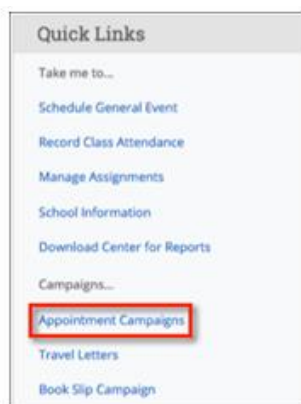 Quick Links
Take me to...
Schedule General Event
Record Class Attendance
Manage Assignments
School Information
Download Center for Reports
Campaigns...
Appointment Campaigns
Travel Letters
Book Slip Campaign